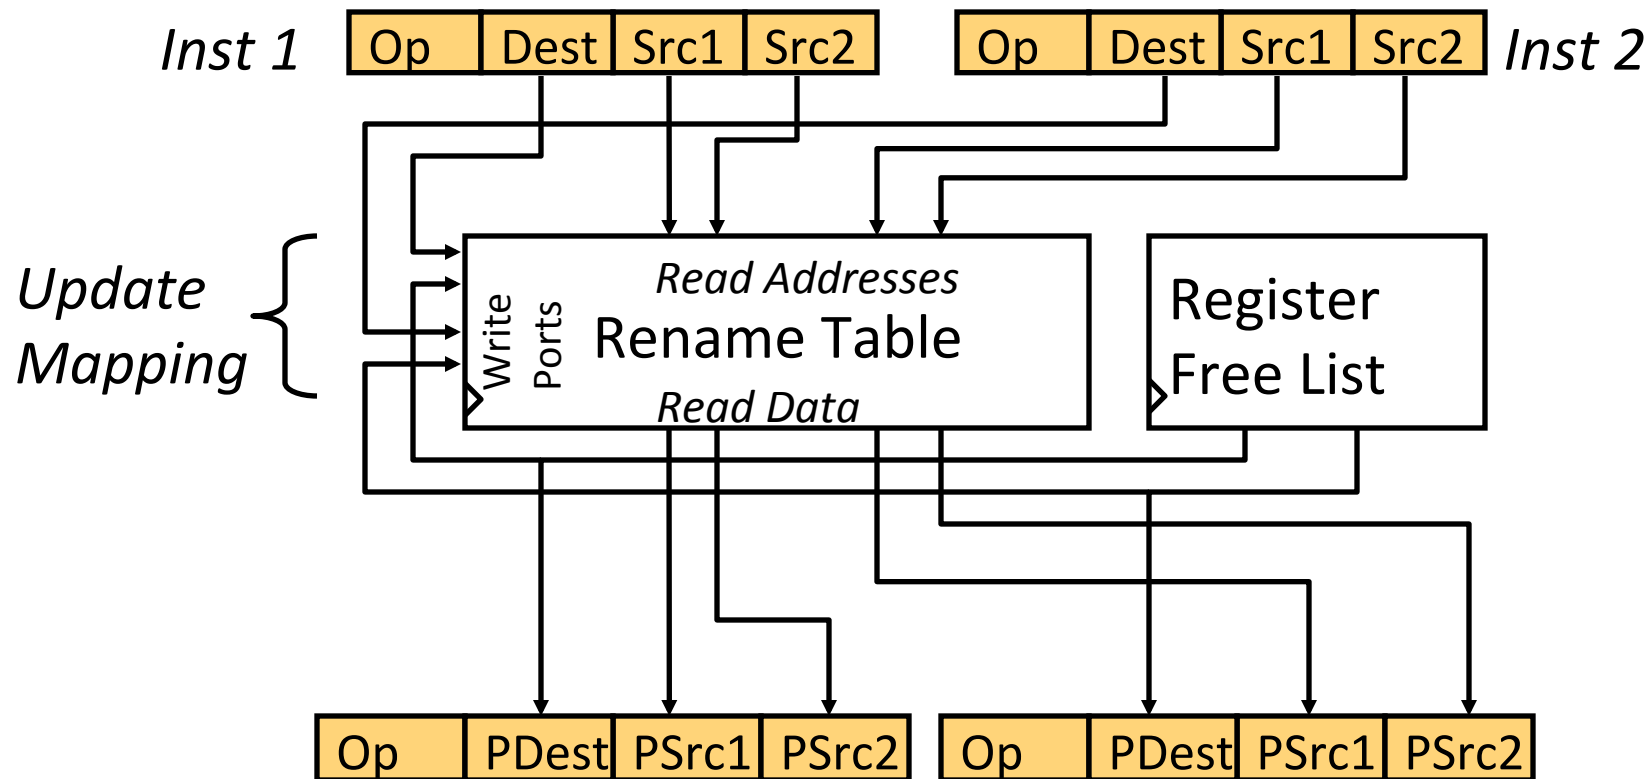 Inst 1 Op Dest Src1 Src2 Op Dest Src1 Src2 Inst 2
Update
Mapping
Write
Ports
Read Addresses
Rename Table
Read Data
Register
Free List
Op PDest PSrc1 PSrc2 Op PDest PSrc1 PSrc2